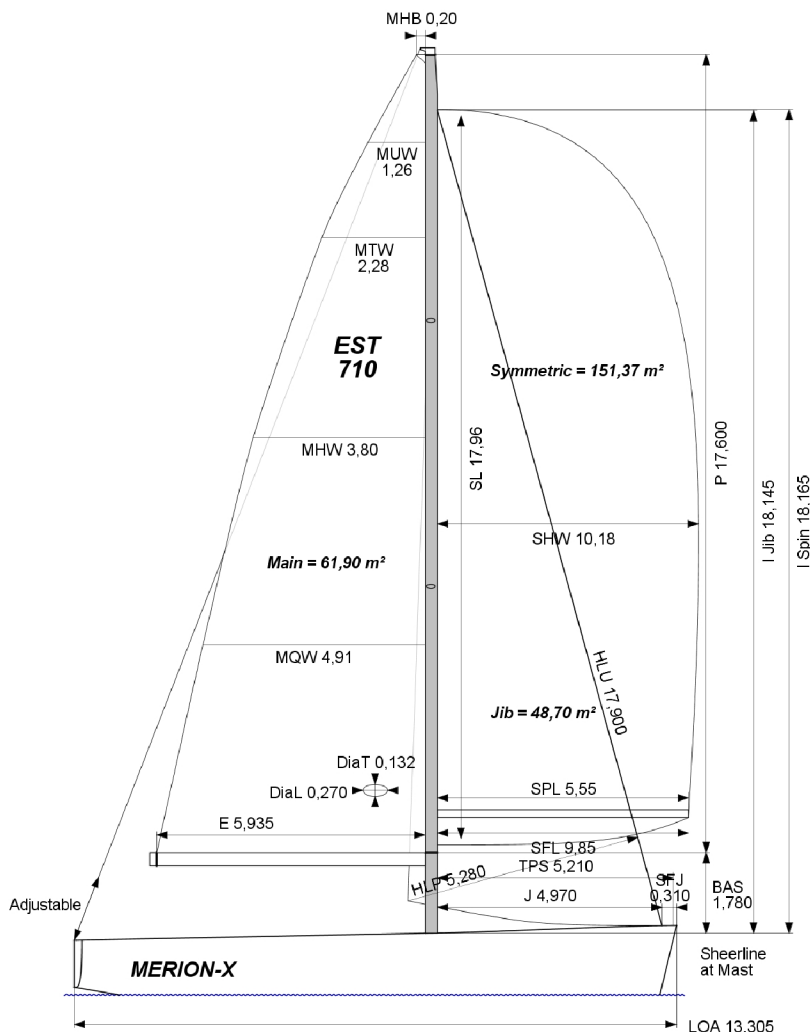 MHB 0,20
MUW
1,26
MTW
2,28
EST
710
Symmetric = 151,37 m²
SL 17,96
P 17,600
I Jib 18,145
I Spin 18,165
MHW 3,80
SHW 10,18
Main = 61,90 m²
MQW 4,91
HLU 17,900
Jib = 48,70 m²
DiaT 0,132
DiaL 0,270
SPL 5,55
E 5,935
SFL 9,85
TPS 5,210
HLP 5,280
SFJ
0,310
J 4,970
BAS
1,780
Adjustable
Sheerline
at Mast
MERION-X
LOA 13,305